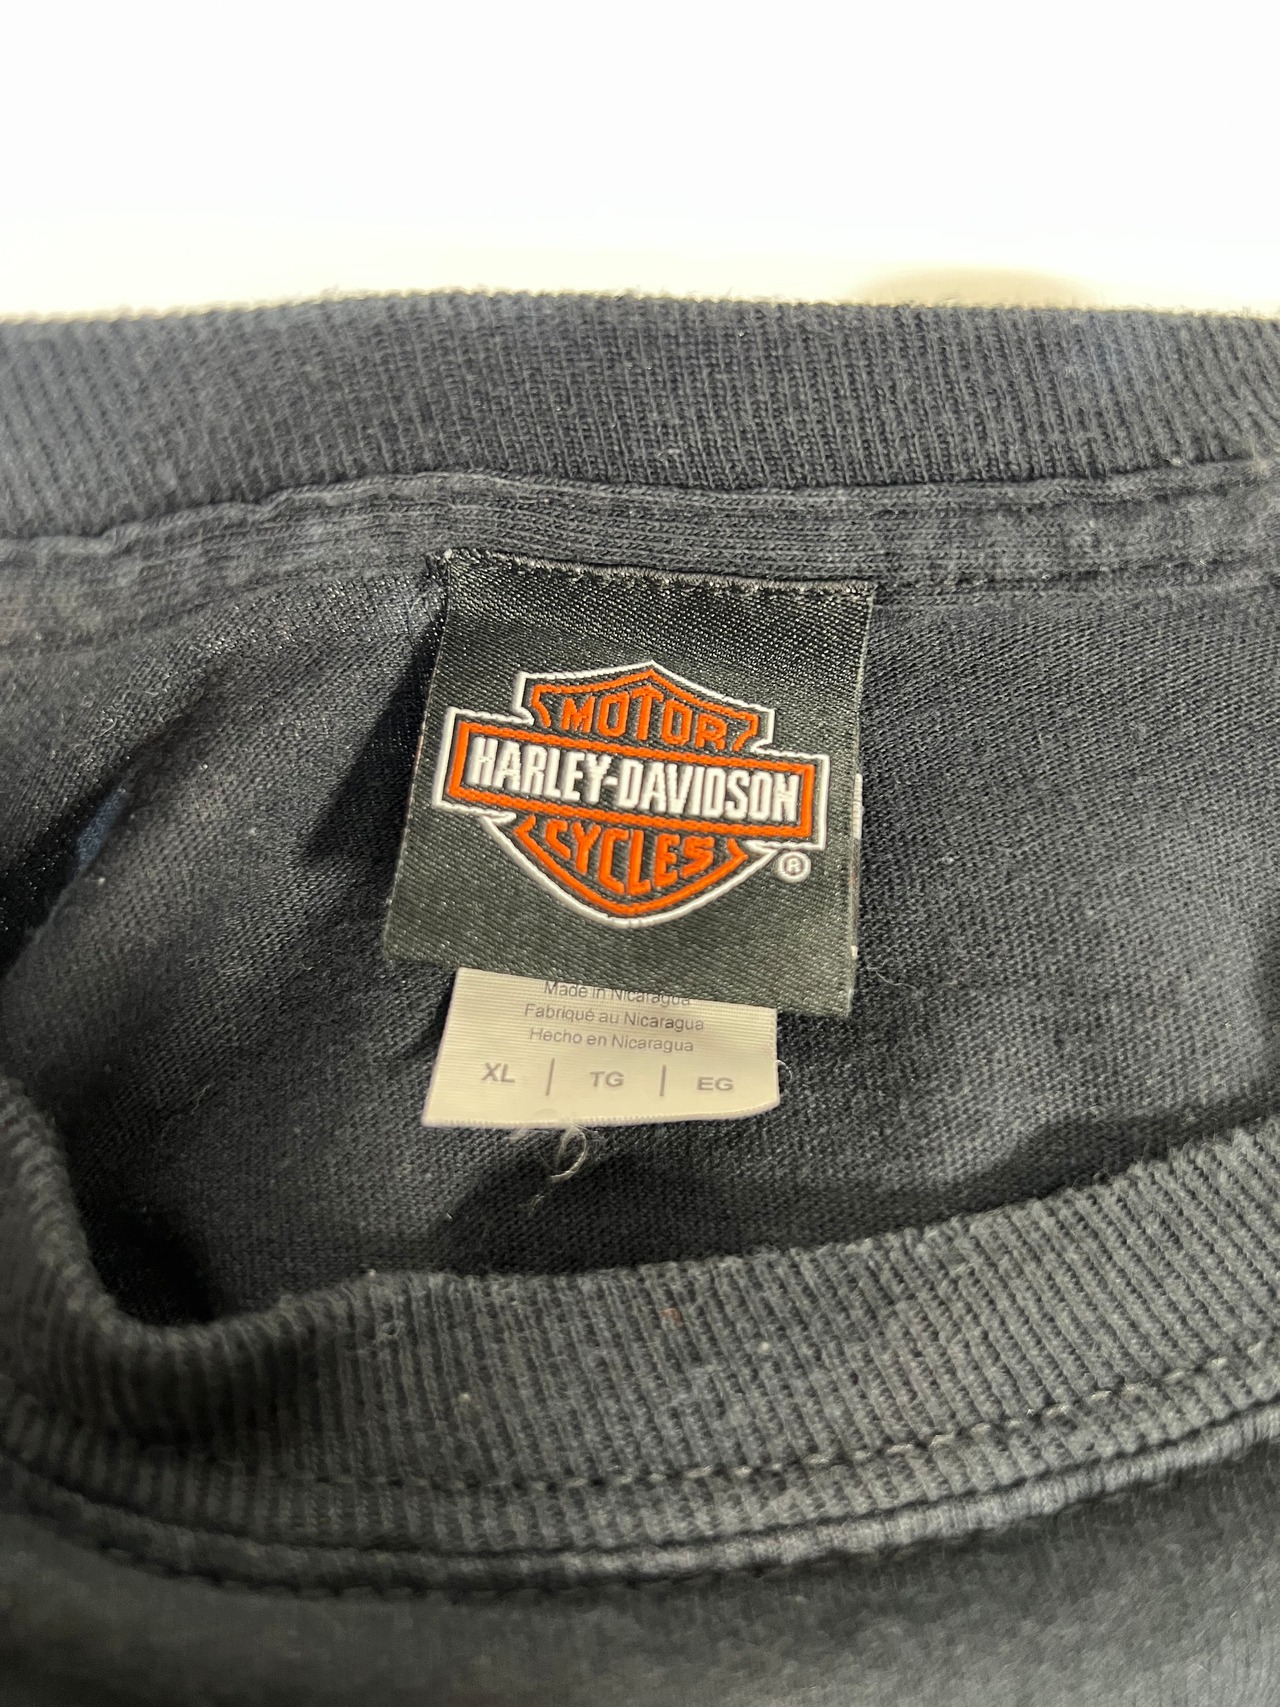 MOTOR
HARLEY-DAVIDSON
CYCLES
®
Made in Nicaragua
Fabriqué au Nicaragua
Hecho en Nicaragua
XL | TG | EG